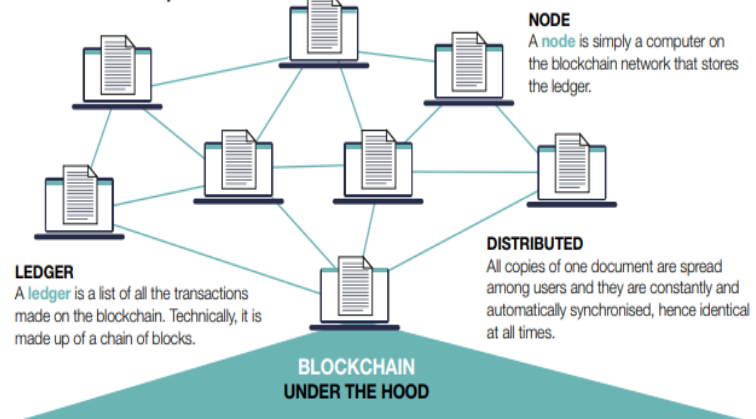 NODE
A node is simply a computer on
the blockchain network that stores
the ledger.
LEDGER
A ledger is a list of all the transactions
made on the blockchain. Technically, it is
made up of a chain of blocks.
DISTRIBUTED
All copies of one document are spread
among users and they are constantly and
automatically synchronised, hence identical
at all times.
BLOCKCHAIN
UNDER THE HOOD